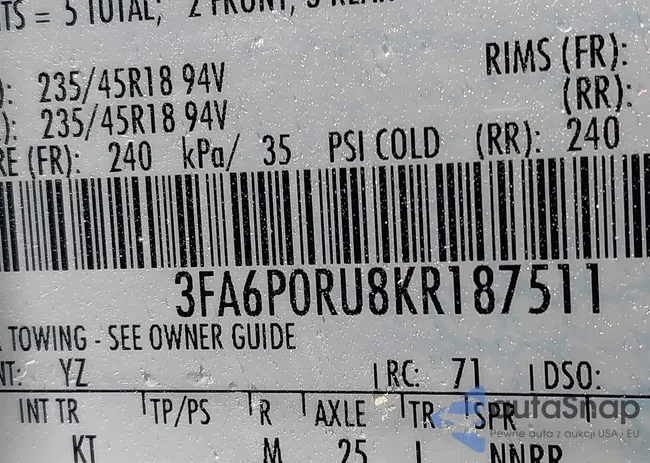 TS = 5 TOTAL; 2 FRONT, 3 REAR
): 235/45R18 94V RIMS (FR):
): 235/45R18 94V (RR):
RE (FR): 240 kPa/ 35 PSI COLD (RR): 240
3FA6P0RU8KR187511
TOWING - SEE OWNER GUIDE
NT: YZ RC: 71 DSO:
INT TR TP/PS R AXLE TR SPR
KT M 25 NNRR
autoSnap
Pewne auta z aukcji USA i EU